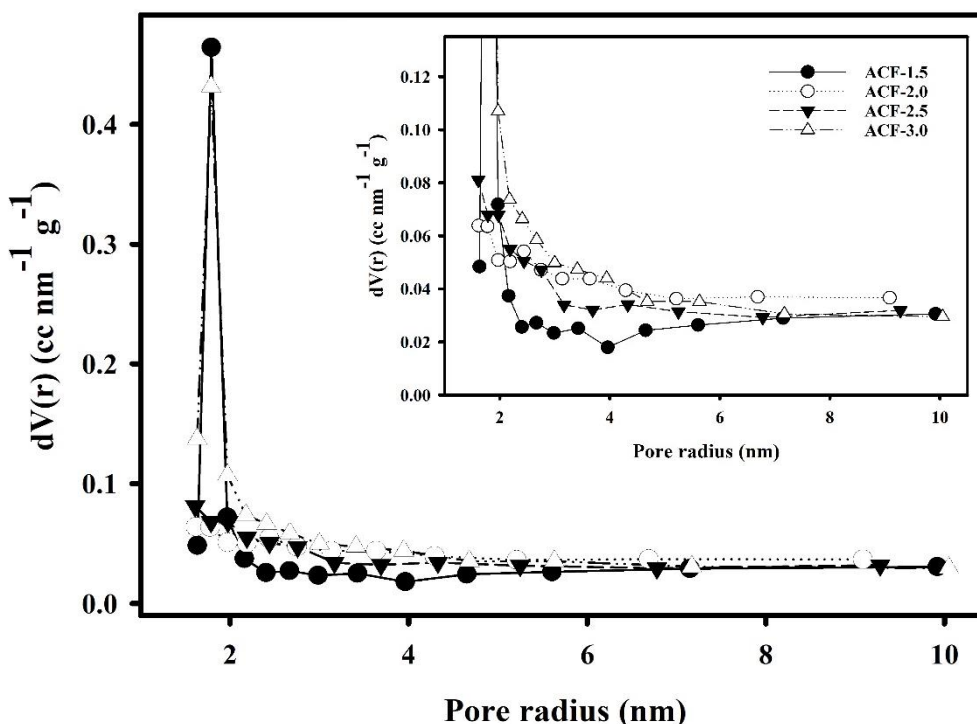 dV(r) (cc nm⁻¹ g⁻¹)
0.4
0.3
0.2
0.1
0.0
2
4
6
8
10
Pore radius (nm)
dV(r) (cc nm⁻¹ g⁻¹)
0.12
0.10
0.08
0.06
0.04
0.02
0.00
2
4
6
8
10
Pore radius (nm)
ACF-1.5
ACF-2.0
ACF-2.5
ACF-3.0